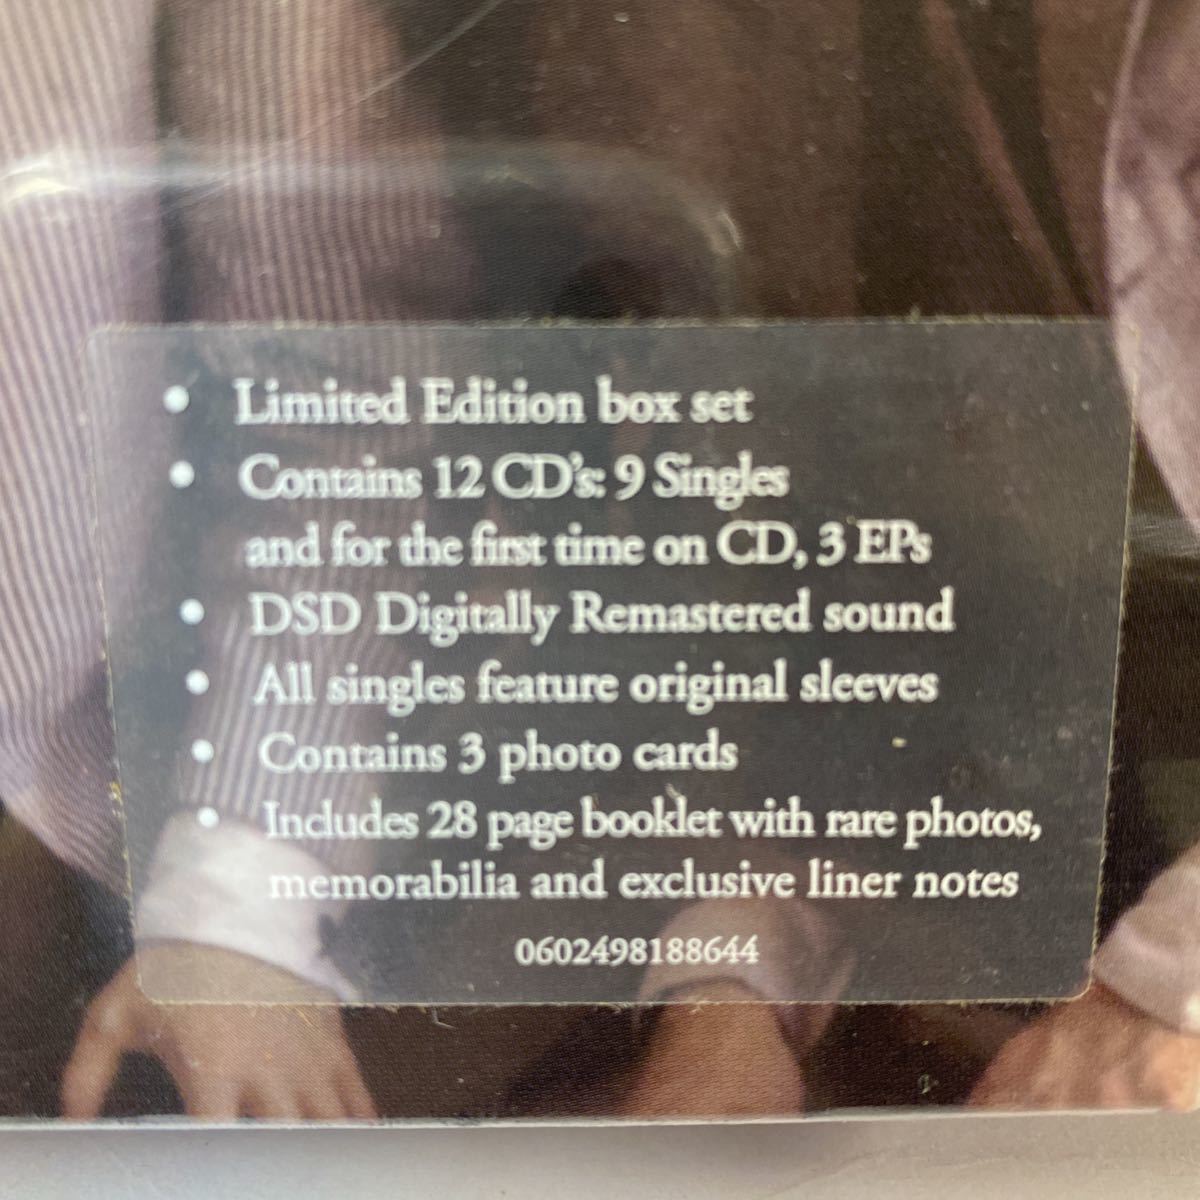 • Limited Edition box set
• Contains 12 CD's: 9 Singles
and for the first time on CD, 3 EPs
• DSD Digitally Remastered sound
• All singles feature original sleeves
• Contains 3 photo cards
• Includes 28 page booklet with rare photos,
memorabilia and exclusive liner notes
0602498188644